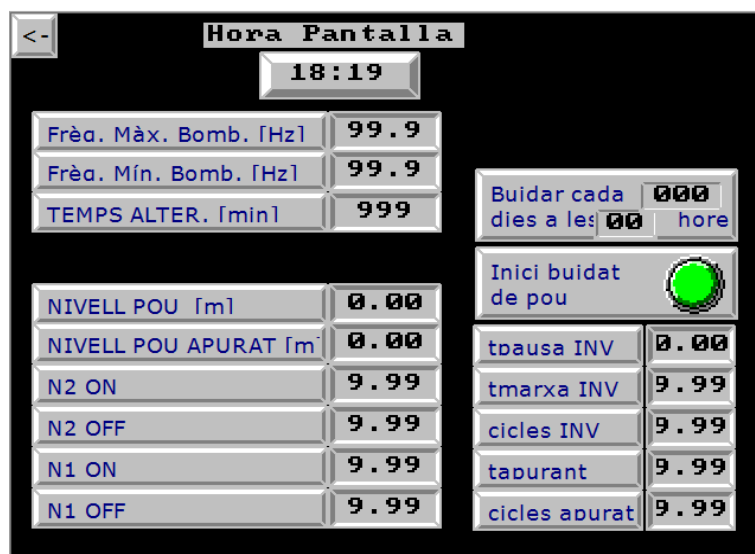 <-
Hora Pantalla
18:19
Frèq. Màx. Bomb. [Hz] 99.9
Frèq. Mín. Bomb. [Hz] 99.9
TEMPS ALTER. [min] 999
Buidar cada 000
dies a les 00 hore
Inici buidat
de pou
NIVELL POU [m] 0.00
NIVELL POU APURAT [m 0.00
N2 ON 9.99
N2 OFF 9.99
N1 ON 9.99
N1 OFF 9.99
tpausa INV 0.00
tmarxa INV 9.99
cicles INV 9.99
tapurant 9.99
cicles apurat 9.99